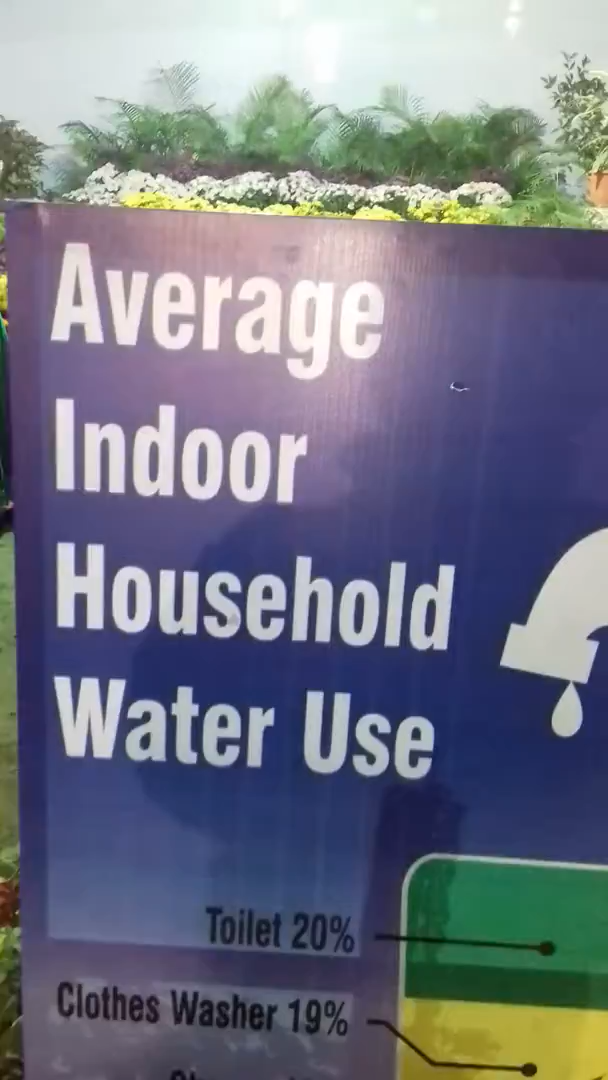 Average
Indoor
Household
Water Use
Toilet 20%
Clothes Washer 19%